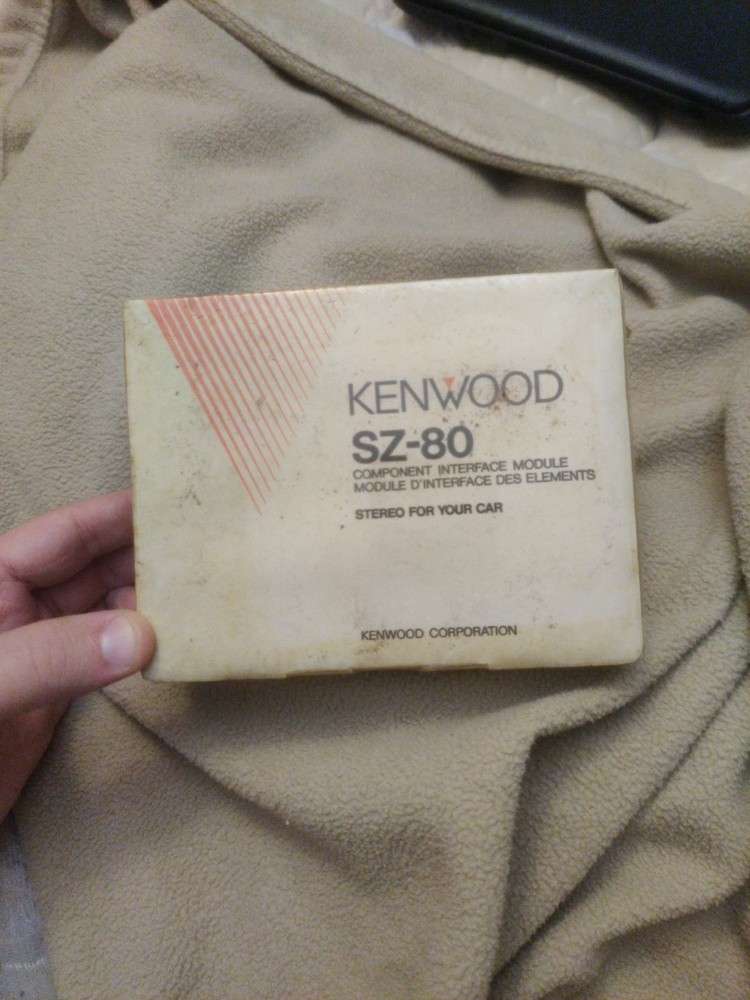 KENWOOD
SZ-80
COMPONENT INTERFACE MODULE
MODULE D'INTERFACE DES ELEMENTS
STEREO FOR YOUR CAR
KENWOOD CORPORATION